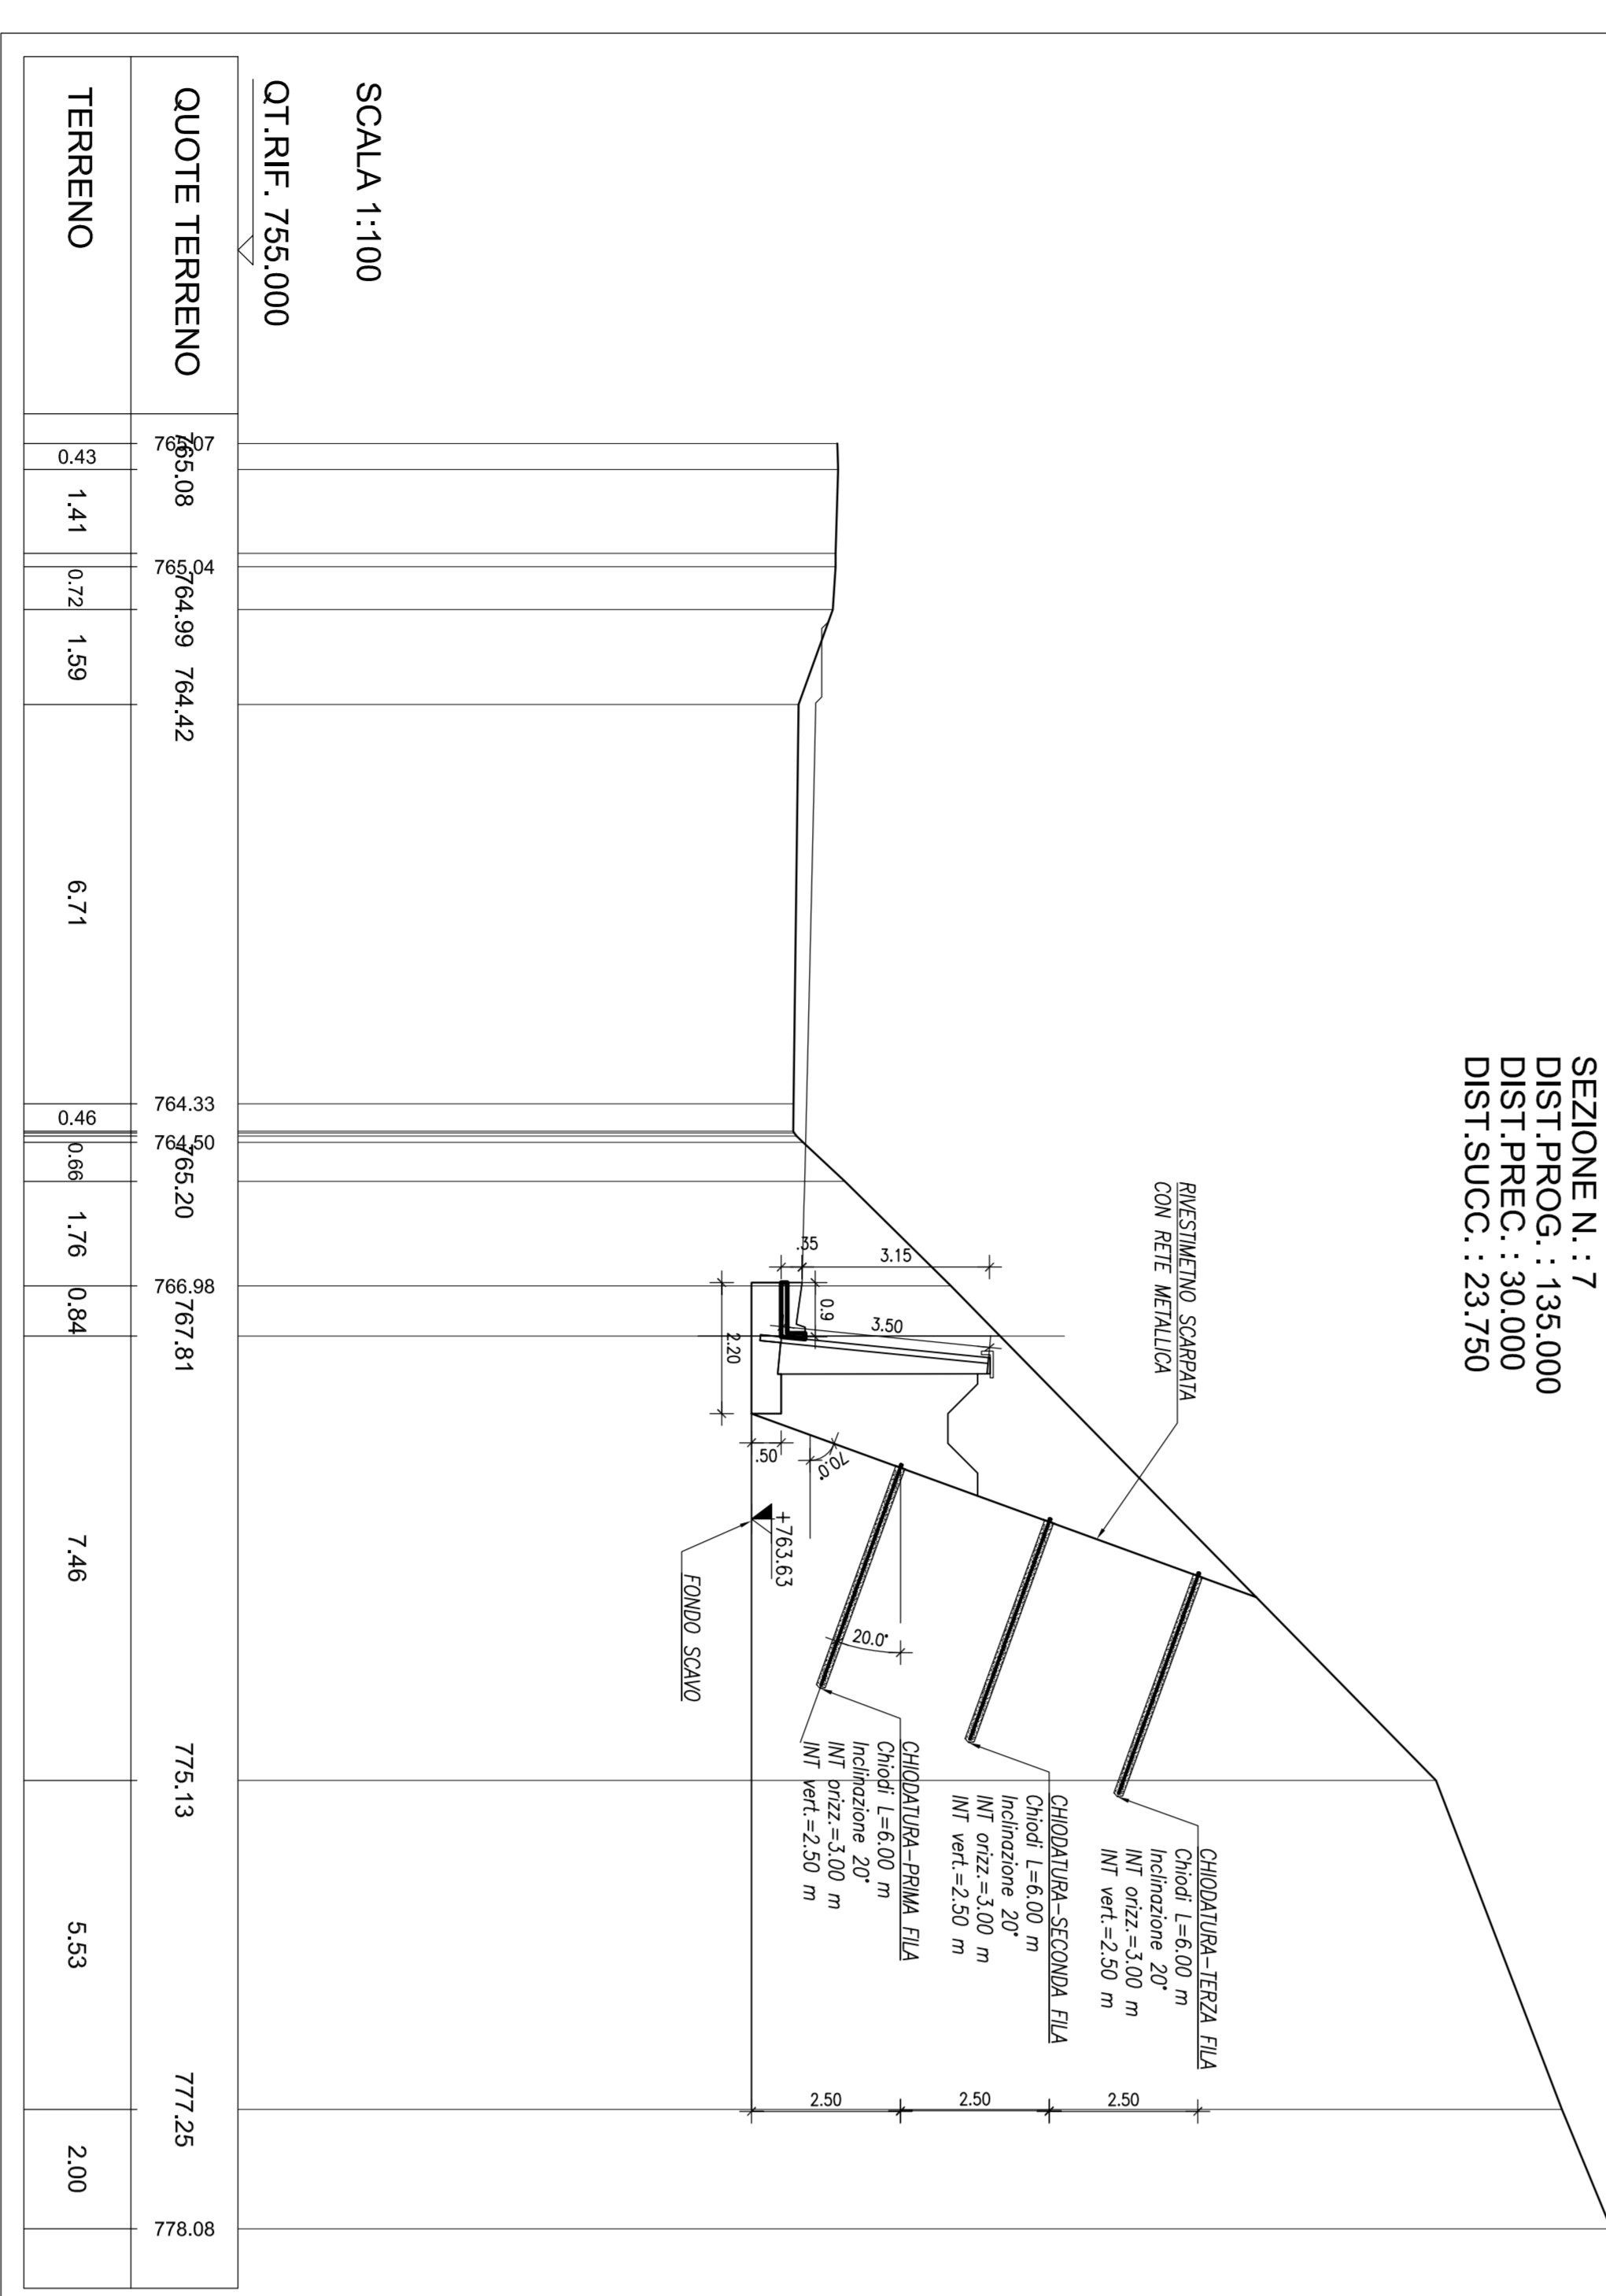 SEZIONE N. : 7
DIST.PROG. : 135.000
DIST.PREC. : 30.000
DIST.SUCC. : 23.750
RIVESTIMETNO SCARPATA
CON RETE METALLICA
CHIODATURA-TERZA FILA
Chiodi L=6.00 m
Inclinazione 20°
INT orizz.=3.00 m
INT vert.=2.50 m
CHIODATURA-SECONDA FILA
Chiodi L=6.00 m
Inclinazione 20°
INT orizz.=3.00 m
INT vert.=2.50 m
CHIODATURA-PRIMA FILA
Chiodi L=6.00 m
Inclinazione 20°
INT orizz.=3.00 m
INT vert.=2.50 m
2.50
2.50
2.50
3.15
.35
3.50
0.9
2.20
.50
70.0°
20.0°
+763.63
FONDO SCAVO
SCALA 1:100
QT.RIF. 755.000
QUOTE TERRENO
765.07
765.08
765.04
764.99
764.42
764.33
764.50
765.20
766.98
767.81
775.13
777.25
778.08
TERRENO
0.43
1.41
0.72
1.59
6.71
0.46
0.66
1.76
0.84
7.46
5.53
2.00